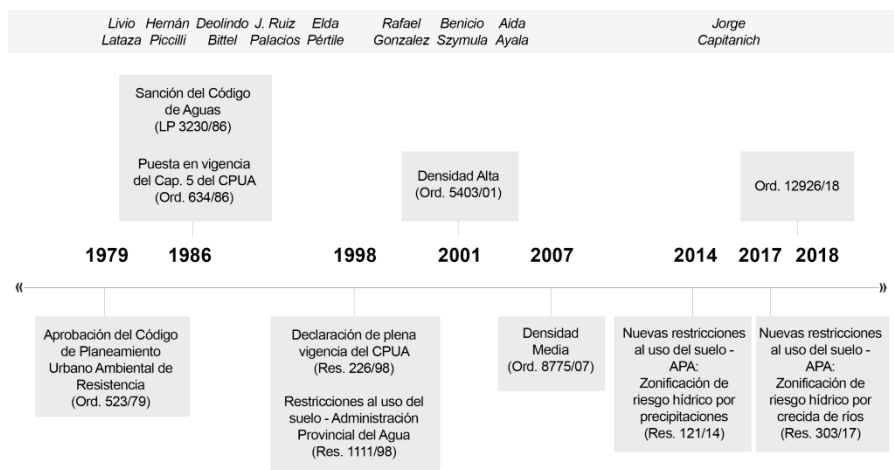 Livio Lataza
Hernán Piccilli
Deolindo Bittel
J. Ruiz Palacios
Elda Pértile
Rafael Gonzalez
Benicio Szymula
Aida Ayala
Jorge Capitanich
Sanción del Código
de Aguas
(LP 3230/86)
Puesta en vigencia
del Cap. 5 del CPUA
(Ord. 634/86)
Densidad Alta
(Ord. 5403/01)
Ord. 12926/18
1979 1986 1998 2001 2007 2014 2017 2018
Aprobación del Código
de Planeamiento
Urbano Ambiental de
Resistencia
(Ord. 523/79)
Declaración de plena
vigencia del CPUA
(Res. 226/98)
Restricciones al uso del
suelo - Administración
Provincial del Agua
(Res. 1111/98)
Densidad
Media
(Ord. 8775/07)
Nuevas restricciones
al uso del suelo -
APA:
Zonificación de
riesgo hídrico por
precipitaciones
(Res. 121/14)
Nuevas restricciones
al uso del suelo -
APA:
Zonificación de
riesgo hídrico por
crecida de ríos
(Res. 303/17)